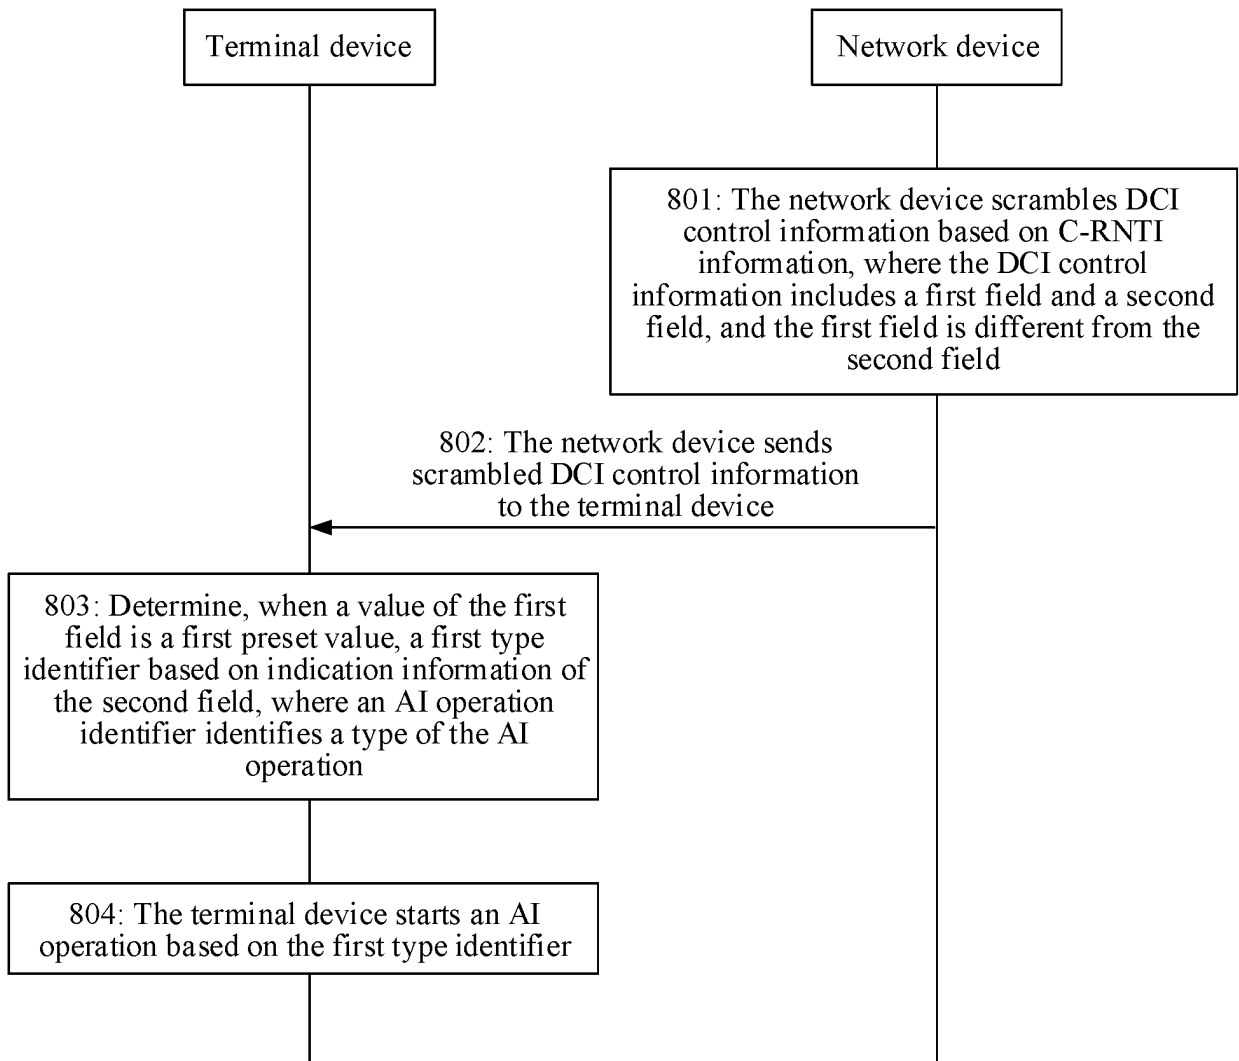 Terminal device
Network device
801: The network device scrambles DCI
control information based on C-RNTI
information, where the DCI control
information includes a first field and a second
field, and the first field is different from the
second field
802: The network device sends
scrambled DCI control information
to the terminal device
803: Determine, when a value of the first
field is a first preset value, a first type
identifier based on indication information of
the second field, where an AI operation
identifier identifies a type of the AI
operation
804: The terminal device starts an AI
operation based on the first type identifier